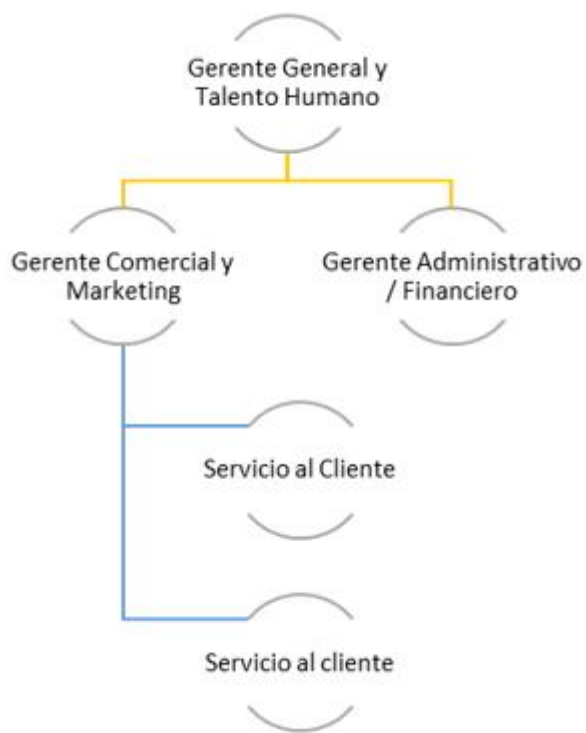 Gerente General y
Talento Humano
Gerente Comercial y
Marketing
Gerente Administrativo
/ Financiero
Servicio al Cliente
Servicio al cliente